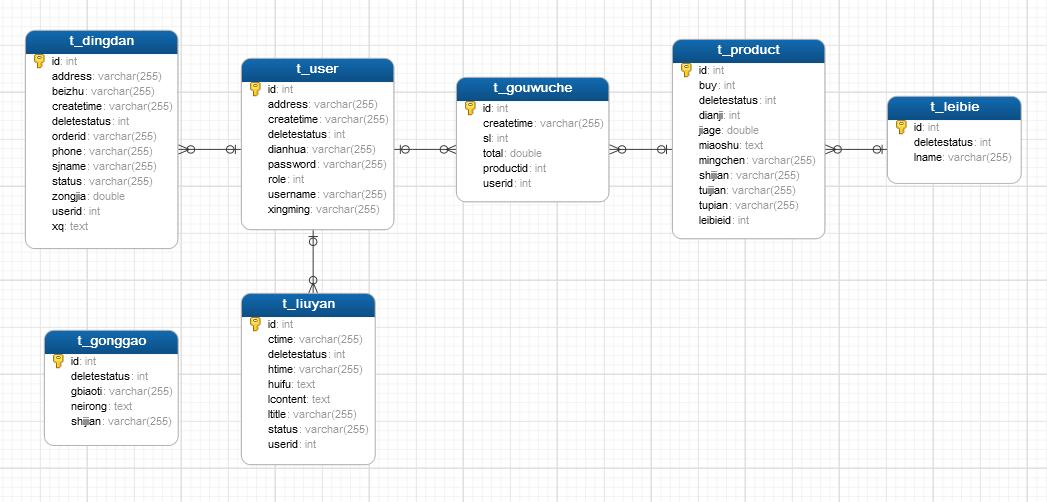 t_dingdan
id: int
address: varchar(255)
beizhu: varchar(255)
createtime: varchar(255)
deletestatus: int
orderid: varchar(255)
phone: varchar(255)
sjname: varchar(255)
status: varchar(255)
zongjia: double
userid: int
xq: text
t_user
id: int
address: varchar(255)
createtime: varchar(255)
deletestatus: int
dianhua: varchar(255)
password: varchar(255)
role: int
username: varchar(255)
xingming: varchar(255)
t_gouwuche
id: int
createtime: varchar(255)
sl: int
total: double
productid: int
userid: int
t_product
id: int
buy: int
deletestatus: int
dianji: int
jiage: double
miaoshu: text
mingchen: varchar(255)
shijian: varchar(255)
tuijian: varchar(255)
tupian: varchar(255)
leibieid: int
t_leibie
id: int
deletestatus: int
lname: varchar(255)
t_gonggao
id: int
deletestatus: int
gbiaoti: varchar(255)
neirong: text
shijian: varchar(255)
t_liuyan
id: int
ctime: varchar(255)
deletestatus: int
htime: varchar(255)
huifu: text
lcontent: text
ltitle: varchar(255)
status: varchar(255)
userid: int